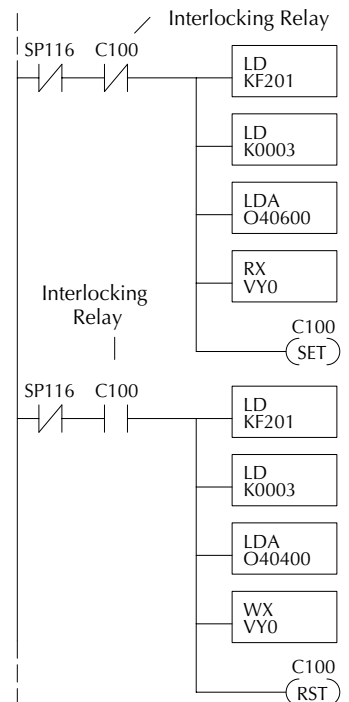 Interlocking Relay
SP116 C100
LD
KF201
LD
K0003
LDA
O40600
RX
VY0
C100
SET
Interlocking
Relay
SP116 C100
LD
KF201
LD
K0003
LDA
O40400
WX
VY0
C100
RST